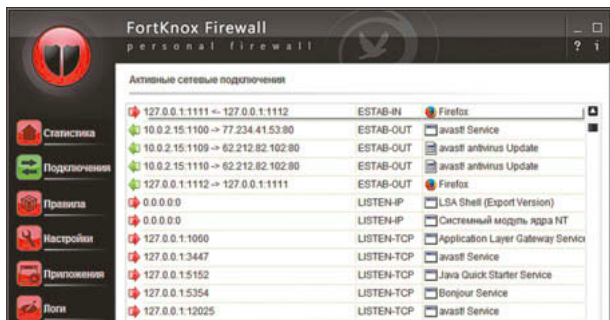 FortKnox Firewall
personal firewall
? i
Активные сетевые подключения
127.0.0.1:1111 <- 127.0.0.1:1112 ESTAB-IN Firefox
Статистика
10.0.2.15:1100 -> 77.234.41.53:80 ESTAB-OUT avast! Service
10.0.2.15:1109 -> 62.212.82.102:80 ESTAB-OUT avast! antivirus Update
Подключения
10.0.2.15:1110 -> 62.212.82.102:80 ESTAB-OUT avast! antivirus Update
127.0.0.1:1112 -> 127.0.0.1:1111 ESTAB-OUT Firefox
Правила
0.0.0.0:0 LISTEN-IP LSA Shell (Export Version)
0.0.0.0:0 LISTEN-IP Системный модуль ядра NT
Настройки
127.0.0.1:1060 LISTEN-TCP Application Layer Gateway Servic
127.0.0.1:3447 LISTEN-TCP avast! Service
Приложения
127.0.0.1:5152 LISTEN-TCP Java Quick Starter Service
127.0.0.1:5354 LISTEN-TCP Bonjour Service
Логи
127.0.0.1:12025 LISTEN-TCP avast! Service